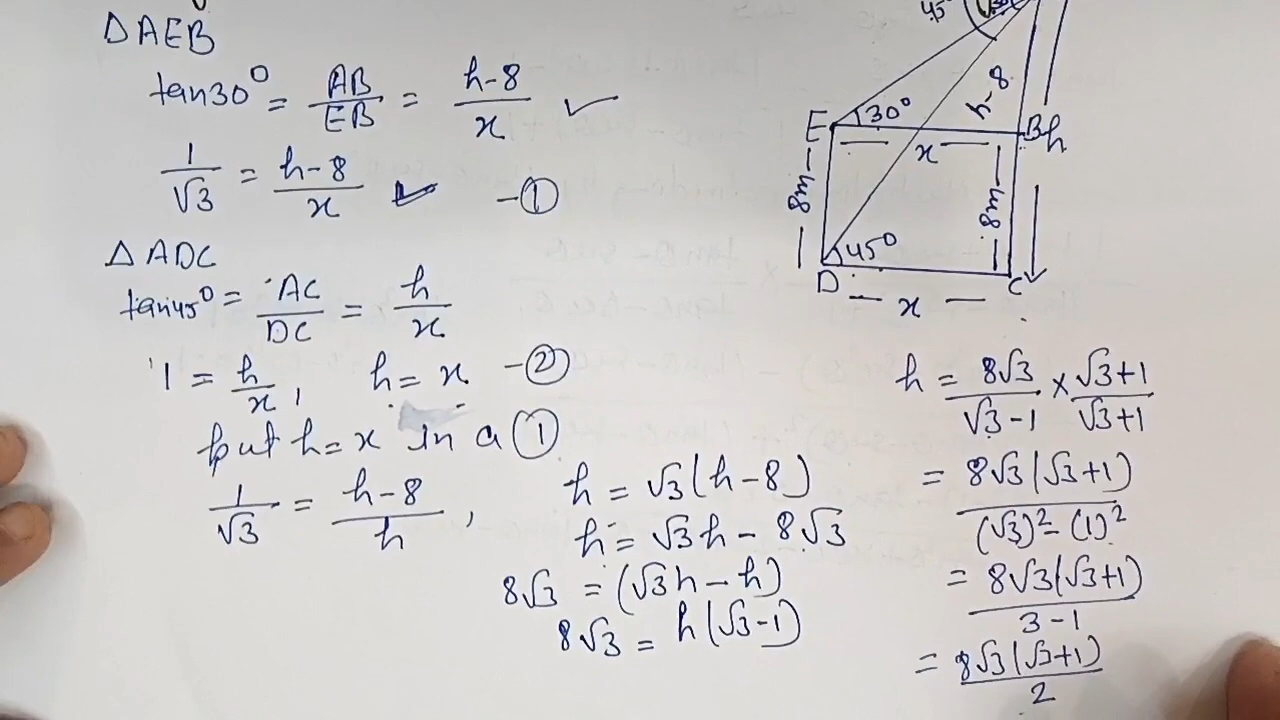 △AEB
tan30° = AB/EB = (h-8)/x ✓
1/√3 = (h-8)/x ✓ -①
△ADC
tan45° = AC/DC = h/x
1 = h/x, h = x -②
put h=x in a ①
1/√3 = (h-8)/h,
h = √3(h-8)
h = √3h - 8√3
8√3 = (√3h - h)
8√3 = h(√3-1)
45°
E 30° h-8 B h
x
8m 8m
45°
D C
x
h = 8√3/(√3-1) × (√3+1)/(√3+1)
= 8√3(√3+1)/((√3)²-(1)²)
= 8√3(√3+1)/(3-1)
= 8√3(√3+1)/2